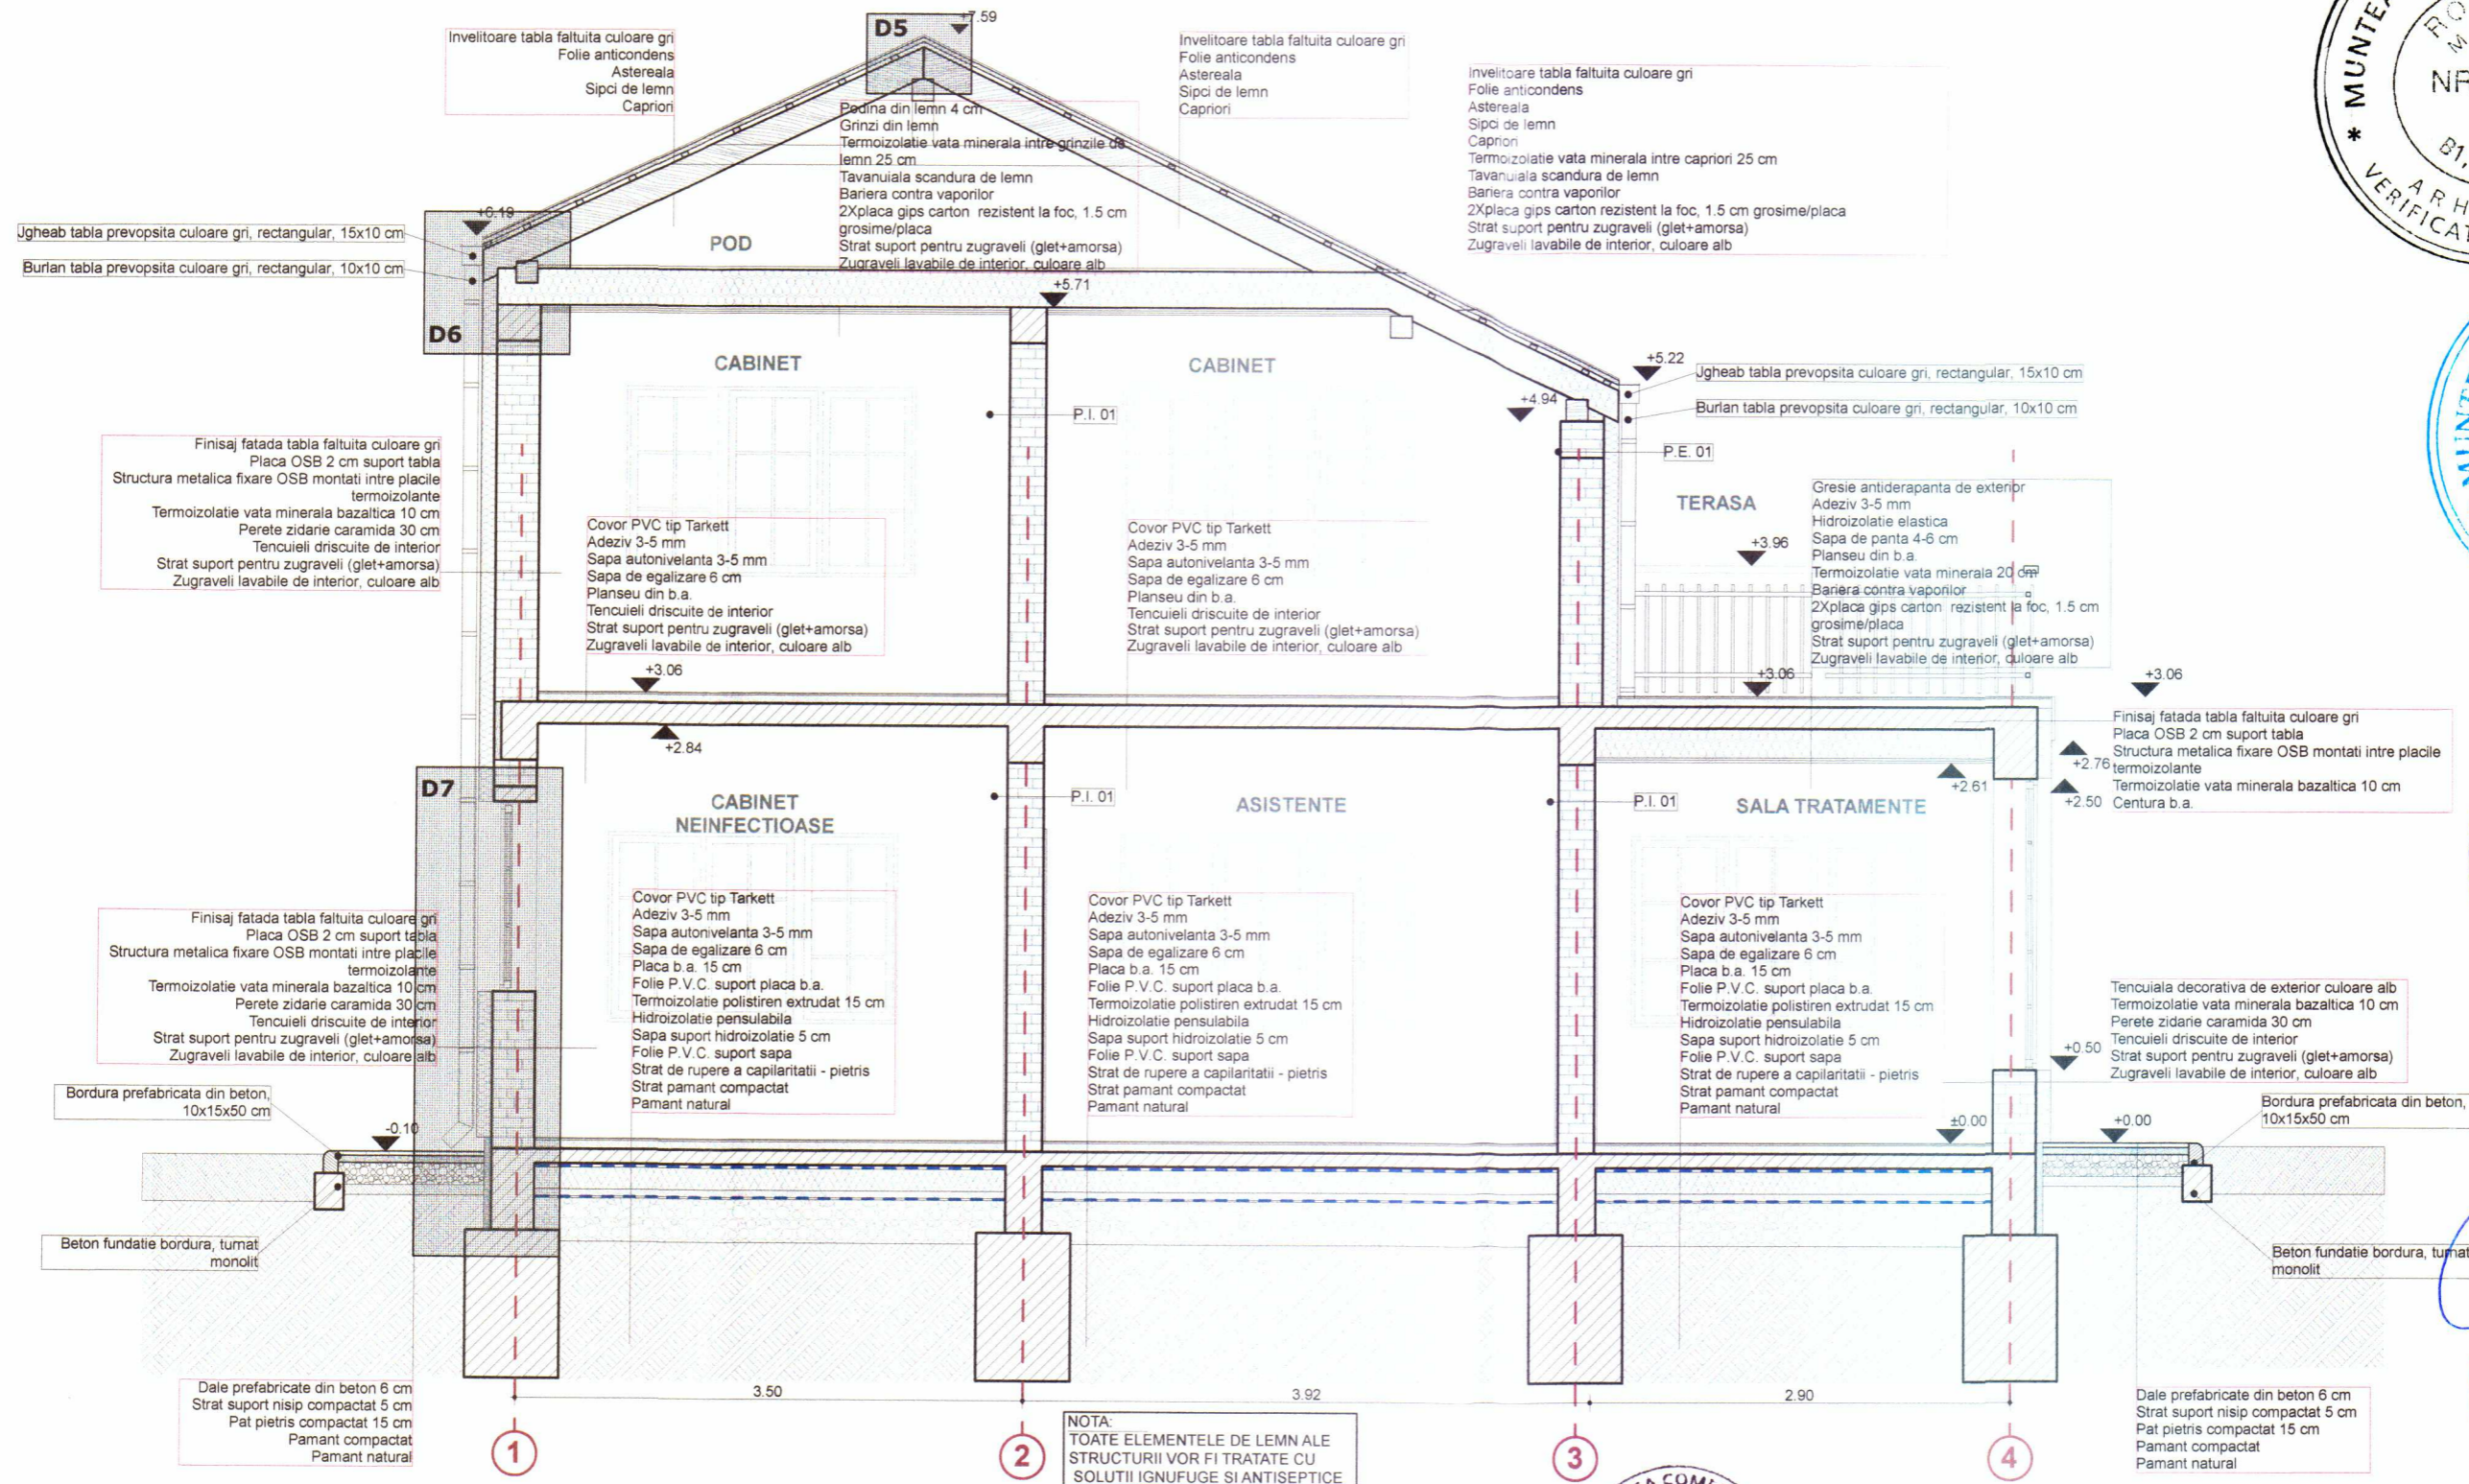 D5
+7.59
Invelitoare tabla faltuita culoare gri
Folie anticondens
Astereala
Sipci de lemn
Capriori
Invelitoare tabla faltuita culoare gri
Folie anticondens
Astereala
Sipci de lemn
Capriori
Invelitoare tabla faltuita culoare gri
Folie anticondens
Astereala
Sipci de lemn
Capriori
Termoizolatie vata minerala intre capriori 25 cm
Tavanuiala scandura de lemn
Bariera contra vaporilor
2Xplaca gips carton rezistent la foc, 1.5 cm grosime/placa
Strat suport pentru zugraveli (glet+amorsa)
Zugraveli lavabile de interior, culoare alb
Podina din lemn 4 cm
Grinzi din lemn
Termoizolatie vata minerala intre grinzile de
lemn 25 cm
Tavanuiala scandura de lemn
Bariera contra vaporilor
2Xplaca gips carton rezistent la foc, 1.5 cm
grosime/placa
Strat suport pentru zugraveli (glet+amorsa)
Zugraveli lavabile de interior, culoare alb
NR
+6.19
Jgheab tabla prevopsita culoare gri, rectangular, 15x10 cm
Burlan tabla prevopsita culoare gri, rectangular, 10x10 cm
POD
D6
+5.71
CABINET
CABINET
P.I. 01
+5.22
Jgheab tabla prevopsita culoare gri, rectangular, 15x10 cm
+4.94
Burlan tabla prevopsita culoare gri, rectangular, 10x10 cm
P.E. 01
Finisaj fatada tabla faltuita culoare gri
Placa OSB 2 cm suport tabla
Structura metalica fixare OSB montati intre placile
termoizolante
Termoizolatie vata minerala bazaltica 10 cm
Perete zidarie caramida 30 cm
Tencuieli driscuite de interior
Strat suport pentru zugraveli (glet+amorsa)
Zugraveli lavabile de interior, culoare alb
Covor PVC tip Tarkett
Adeziv 3-5 mm
Sapa autonivelanta 3-5 mm
Sapa de egalizare 6 cm
Planseu din b.a.
Tencuieli driscuite de interior
Strat suport pentru zugraveli (glet+amorsa)
Zugraveli lavabile de interior, culoare alb
Covor PVC tip Tarkett
Adeziv 3-5 mm
Sapa autonivelanta 3-5 mm
Sapa de egalizare 6 cm
Planseu din b.a.
Tencuieli driscuite de interior
Strat suport pentru zugraveli (glet+amorsa)
Zugraveli lavabile de interior, culoare alb
TERASA
+3.96
Gresie antiderapanta de exterior
Adeziv 3-5 mm
Hidroizolatie elastica
Sapa de panta 4-6 cm
Planseu din b.a.
Termoizolatie vata minerala 20 cm
Bariera contra vaporilor
2Xplaca gips carton rezistent la foc, 1.5 cm
grosime/placa
Strat suport pentru zugraveli (glet+amorsa)
Zugraveli lavabile de interior, culoare alb
+3.06
+3.06
+3.06
+2.84
Finisaj fatada tabla faltuita culoare gri
Placa OSB 2 cm suport tabla
Structura metalica fixare OSB montati intre placile
termoizolante
Termoizolatie vata minerala bazaltica 10 cm
Centura b.a.
+2.76
+2.61
+2.50
D7
CABINET
NEINFECTIOASE
P.I. 01
ASISTENTE
P.I. 01
SALA TRATAMENTE
Finisaj fatada tabla faltuita culoare gri
Placa OSB 2 cm suport tabla
Structura metalica fixare OSB montati intre placile
termoizolante
Termoizolatie vata minerala bazaltica 10 cm
Perete zidarie caramida 30 cm
Tencuieli driscuite de interior
Strat suport pentru zugraveli (glet+amorsa)
Zugraveli lavabile de interior, culoare alb
Covor PVC tip Tarkett
Adeziv 3-5 mm
Sapa autonivelanta 3-5 mm
Sapa de egalizare 6 cm
Placa b.a. 15 cm
Folie P.V.C. suport placa b.a.
Termoizolatie polistiren extrudat 15 cm
Hidroizolatie pensulabila
Sapa suport hidroizolatie 5 cm
Folie P.V.C. suport sapa
Strat de rupere a capilaritatii - pietris
Strat pamant compactat
Pamant natural
Covor PVC tip Tarkett
Adeziv 3-5 mm
Sapa autonivelanta 3-5 mm
Sapa de egalizare 6 cm
Placa b.a. 15 cm
Folie P.V.C. suport placa b.a.
Termoizolatie polistiren extrudat 15 cm
Hidroizolatie pensulabila
Sapa suport hidroizolatie 5 cm
Folie P.V.C. suport sapa
Strat de rupere a capilaritatii - pietris
Strat pamant compactat
Pamant natural
Covor PVC tip Tarkett
Adeziv 3-5 mm
Sapa autonivelanta 3-5 mm
Sapa de egalizare 6 cm
Placa b.a. 15 cm
Folie P.V.C. suport placa b.a.
Termoizolatie polistiren extrudat 15 cm
Hidroizolatie pensulabila
Sapa suport hidroizolatie 5 cm
Folie P.V.C. suport sapa
Strat de rupere a capilaritatii - pietris
Strat pamant compactat
Pamant natural
Tencuiala decorativa de exterior culoare alb
Termoizolatie vata minerala bazaltica 10 cm
Perete zidarie caramida 30 cm
Tencuieli driscuite de interior
Strat suport pentru zugraveli (glet+amorsa)
Zugraveli lavabile de interior, culoare alb
+0.50
Bordura prefabricata din beton,
10x15x50 cm
-0.10
±0.00
+0.00
Bordura prefabricata din beton,
10x15x50 cm
Beton fundatie bordura, turnat
monolit
Beton fundatie bordura, turnat
monolit
Dale prefabricate din beton 6 cm
Strat suport nisip compactat 5 cm
Pat pietris compactat 15 cm
Pamant compactat
Pamant natural
3.50
3.92
2.90
Dale prefabricate din beton 6 cm
Strat suport nisip compactat 5 cm
Pat pietris compactat 15 cm
Pamant compactat
Pamant natural
1
2
3
4
NOTA:
TOATE ELEMENTELE DE LEMN ALE
STRUCTURII VOR FI TRATATE CU
SOLUTII IGNUFUGE SI ANTISEPTICE